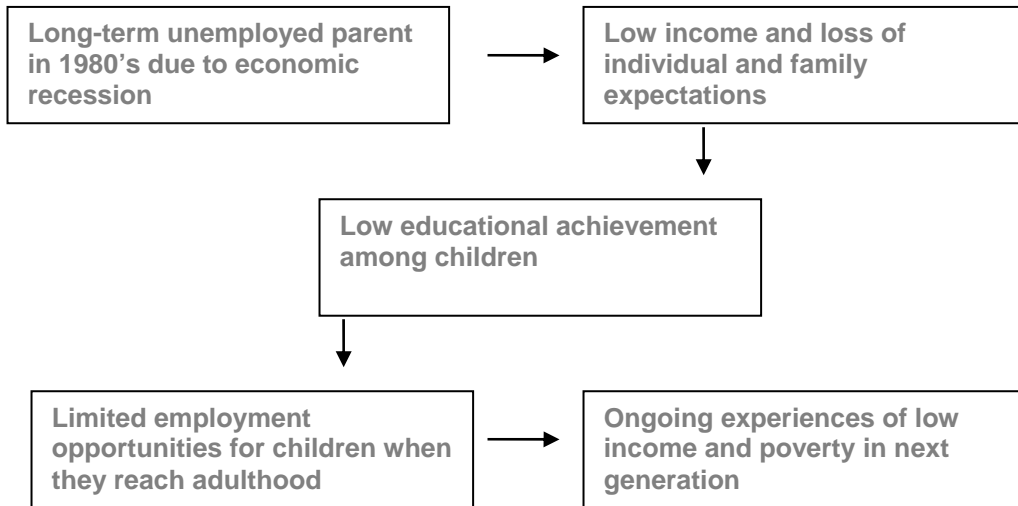 Long-term unemployed parent
in 1980's due to economic
recession
Low income and loss of
individual and family
expectations
Low educational achievement
among children
Limited employment
opportunities for children when
they reach adulthood
Ongoing experiences of low
income and poverty in next
generation